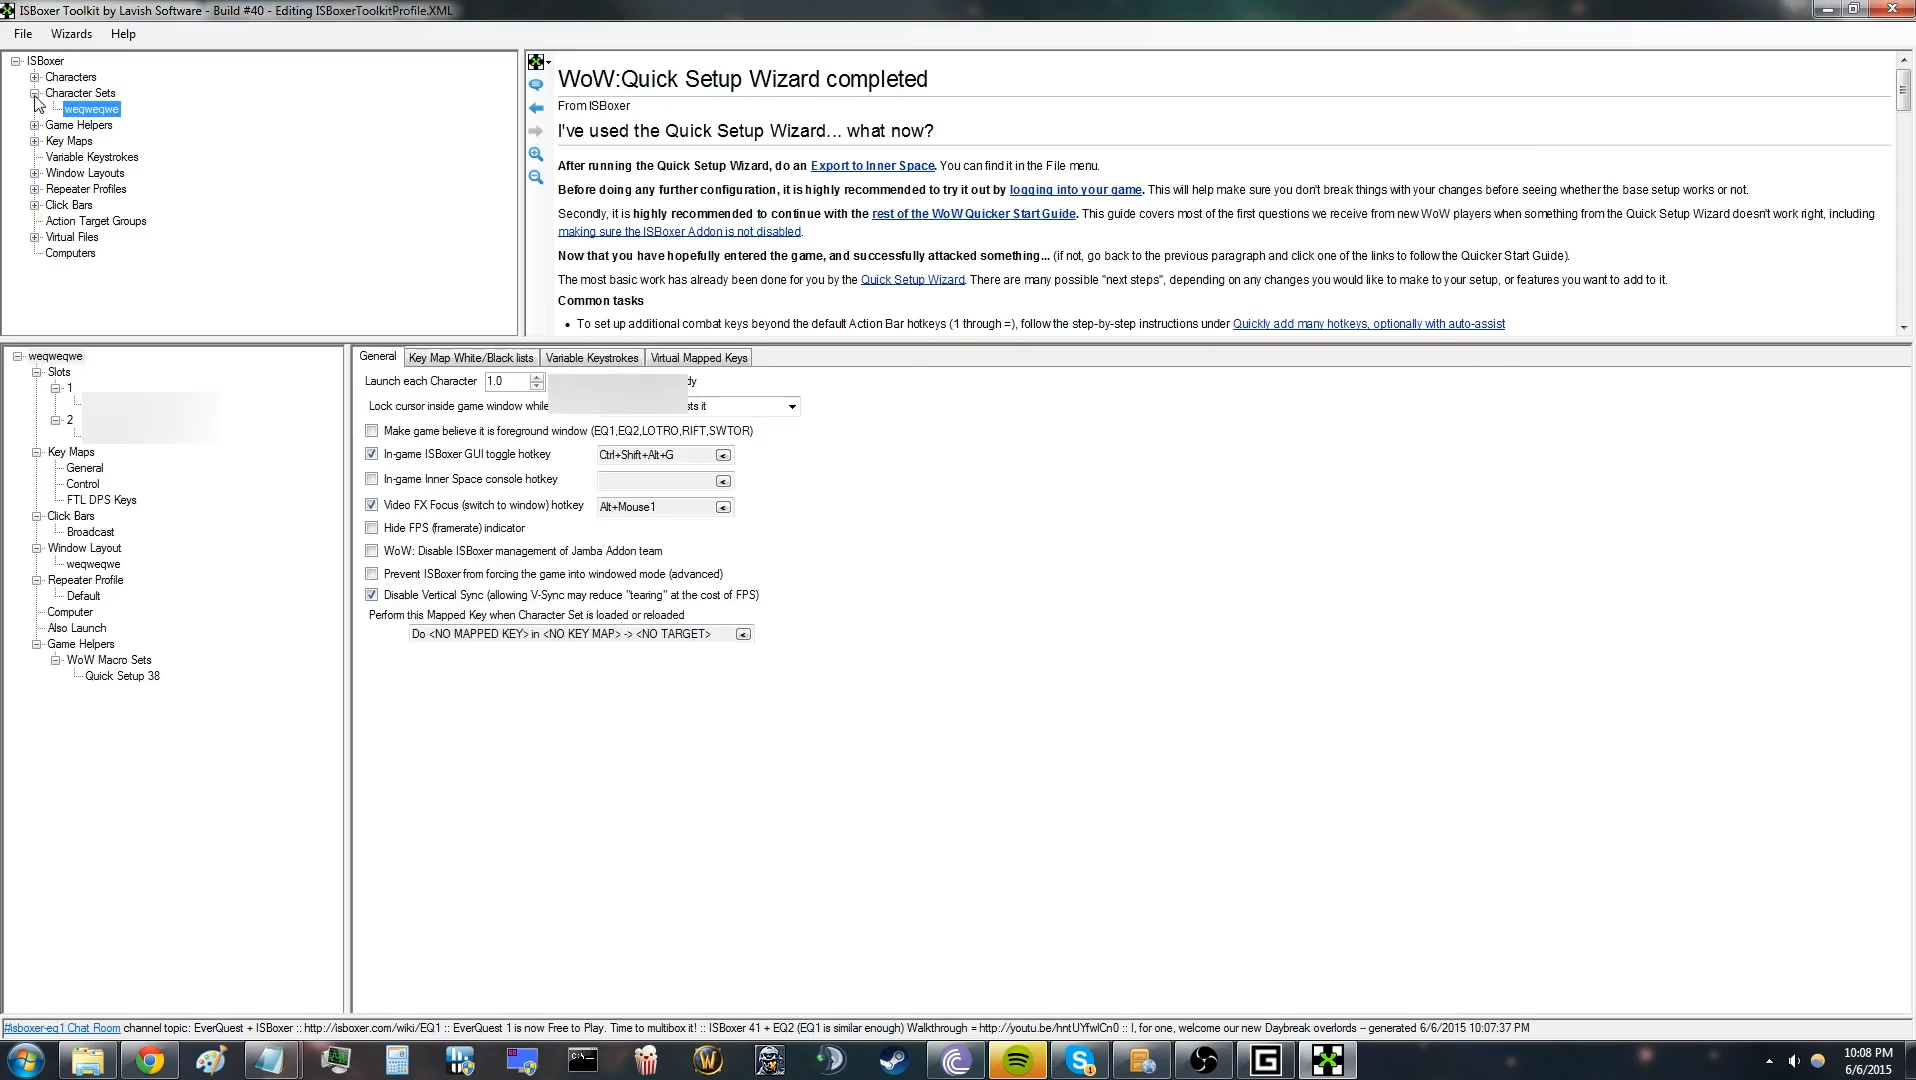 ISBoxer Toolkit by Lavish Software - Build #40 - Editing ISBoxerToolkitProfile.XML
File Wizards Help
ISBoxer
Characters
Character Sets
weqweqwe
Game Helpers
Key Maps
Variable Keystrokes
Window Layouts
Repeater Profiles
Click Bars
Action Target Groups
Virtual Files
Computers
WoW:Quick Setup Wizard completed
From ISBoxer
I've used the Quick Setup Wizard... what now?
After running the Quick Setup Wizard, do an Export to Inner Space. You can find it in the File menu.
Before doing any further configuration, it is highly recommended to try it out by logging into your game. This will help make sure you don't break things with your changes before seeing whether the base setup works or not.
Secondly, it is highly recommended to continue with the rest of the WoW Quicker Start Guide. This guide covers most of the first questions we receive from new WoW players when something from the Quick Setup Wizard doesn't work right, including
making sure the ISBoxer Addon is not disabled.
Now that you have hopefully entered the game, and successfully attacked something... (if not, go back to the previous paragraph and click one of the links to follow the Quicker Start Guide).
The most basic work has already been done for you by the Quick Setup Wizard. There are many possible "next steps", depending on any changes you would like to make to your setup, or features you want to add to it.
Common tasks
• To set up additional combat keys beyond the default Action Bar hotkeys (1 through =), follow the step-by-step instructions under Quickly add many hotkeys, optionally with auto-assist
weqweqwe
Slots
1
2
Key Maps
General
Control
FTL DPS Keys
Click Bars
Broadcast
Window Layout
weqweqwe
Repeater Profile
Default
Computer
Also Launch
Game Helpers
WoW Macro Sets
Quick Setup 38
General Key Map White/Black lists Variable Keystrokes Virtual Mapped Keys
Launch each Character 1.0 dy
Lock cursor inside game window while sts it
Make game believe it is foreground window (EQ1,EQ2,LOTRO,RIFT,SWTOR)
In-game ISBoxer GUI toggle hotkey Ctrl+Shift+Alt+G <
In-game Inner Space console hotkey <
Video FX Focus (switch to window) hotkey Alt+Mouse1 <
Hide FPS (framerate) indicator
WoW: Disable ISBoxer management of Jamba Addon team
Prevent ISBoxer from forcing the game into windowed mode (advanced)
Disable Vertical Sync (allowing V-Sync may reduce "tearing" at the cost of FPS)
Perform this Mapped Key when Character Set is loaded or reloaded
Do <NO MAPPED KEY> in <NO KEY MAP> -> <NO TARGET> <
#isboxer-eq1 Chat Room channel topic: EverQuest + ISBoxer :: http://isboxer.com/wiki/EQ1 :: EverQuest 1 is now Free to Play. Time to multibox it! :: ISBoxer 41 + EQ2 (EQ1 is similar enough) Walkthrough = http://youtu.be/hntUYfwlCn0 :: I, for one, welcome our new Daybreak overlords -- generated 6/6/2015 10:07:37 PM
10:08 PM
6/6/2015